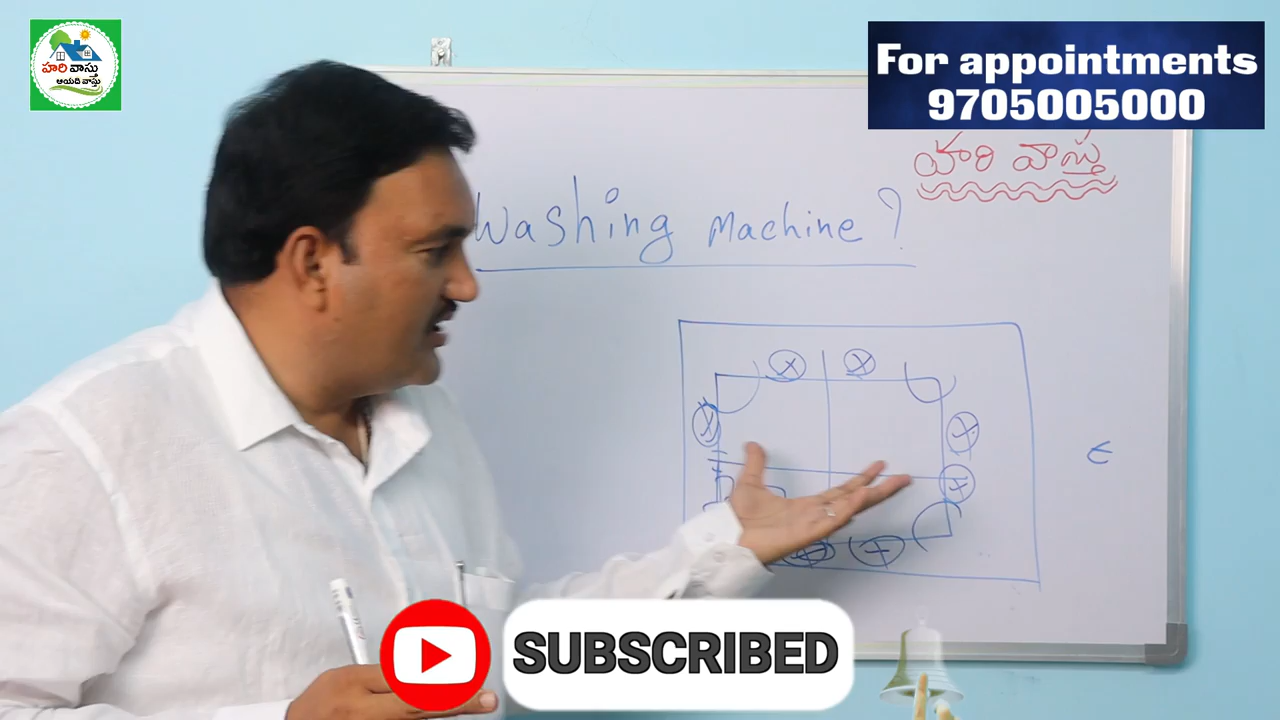 హరి వాస్తు
ఆయది వాస్తు
For appointments
9705005000
హరి వాస్తు
Washing Machine?
X X
X X
X
X X
E
SUBSCRIBED